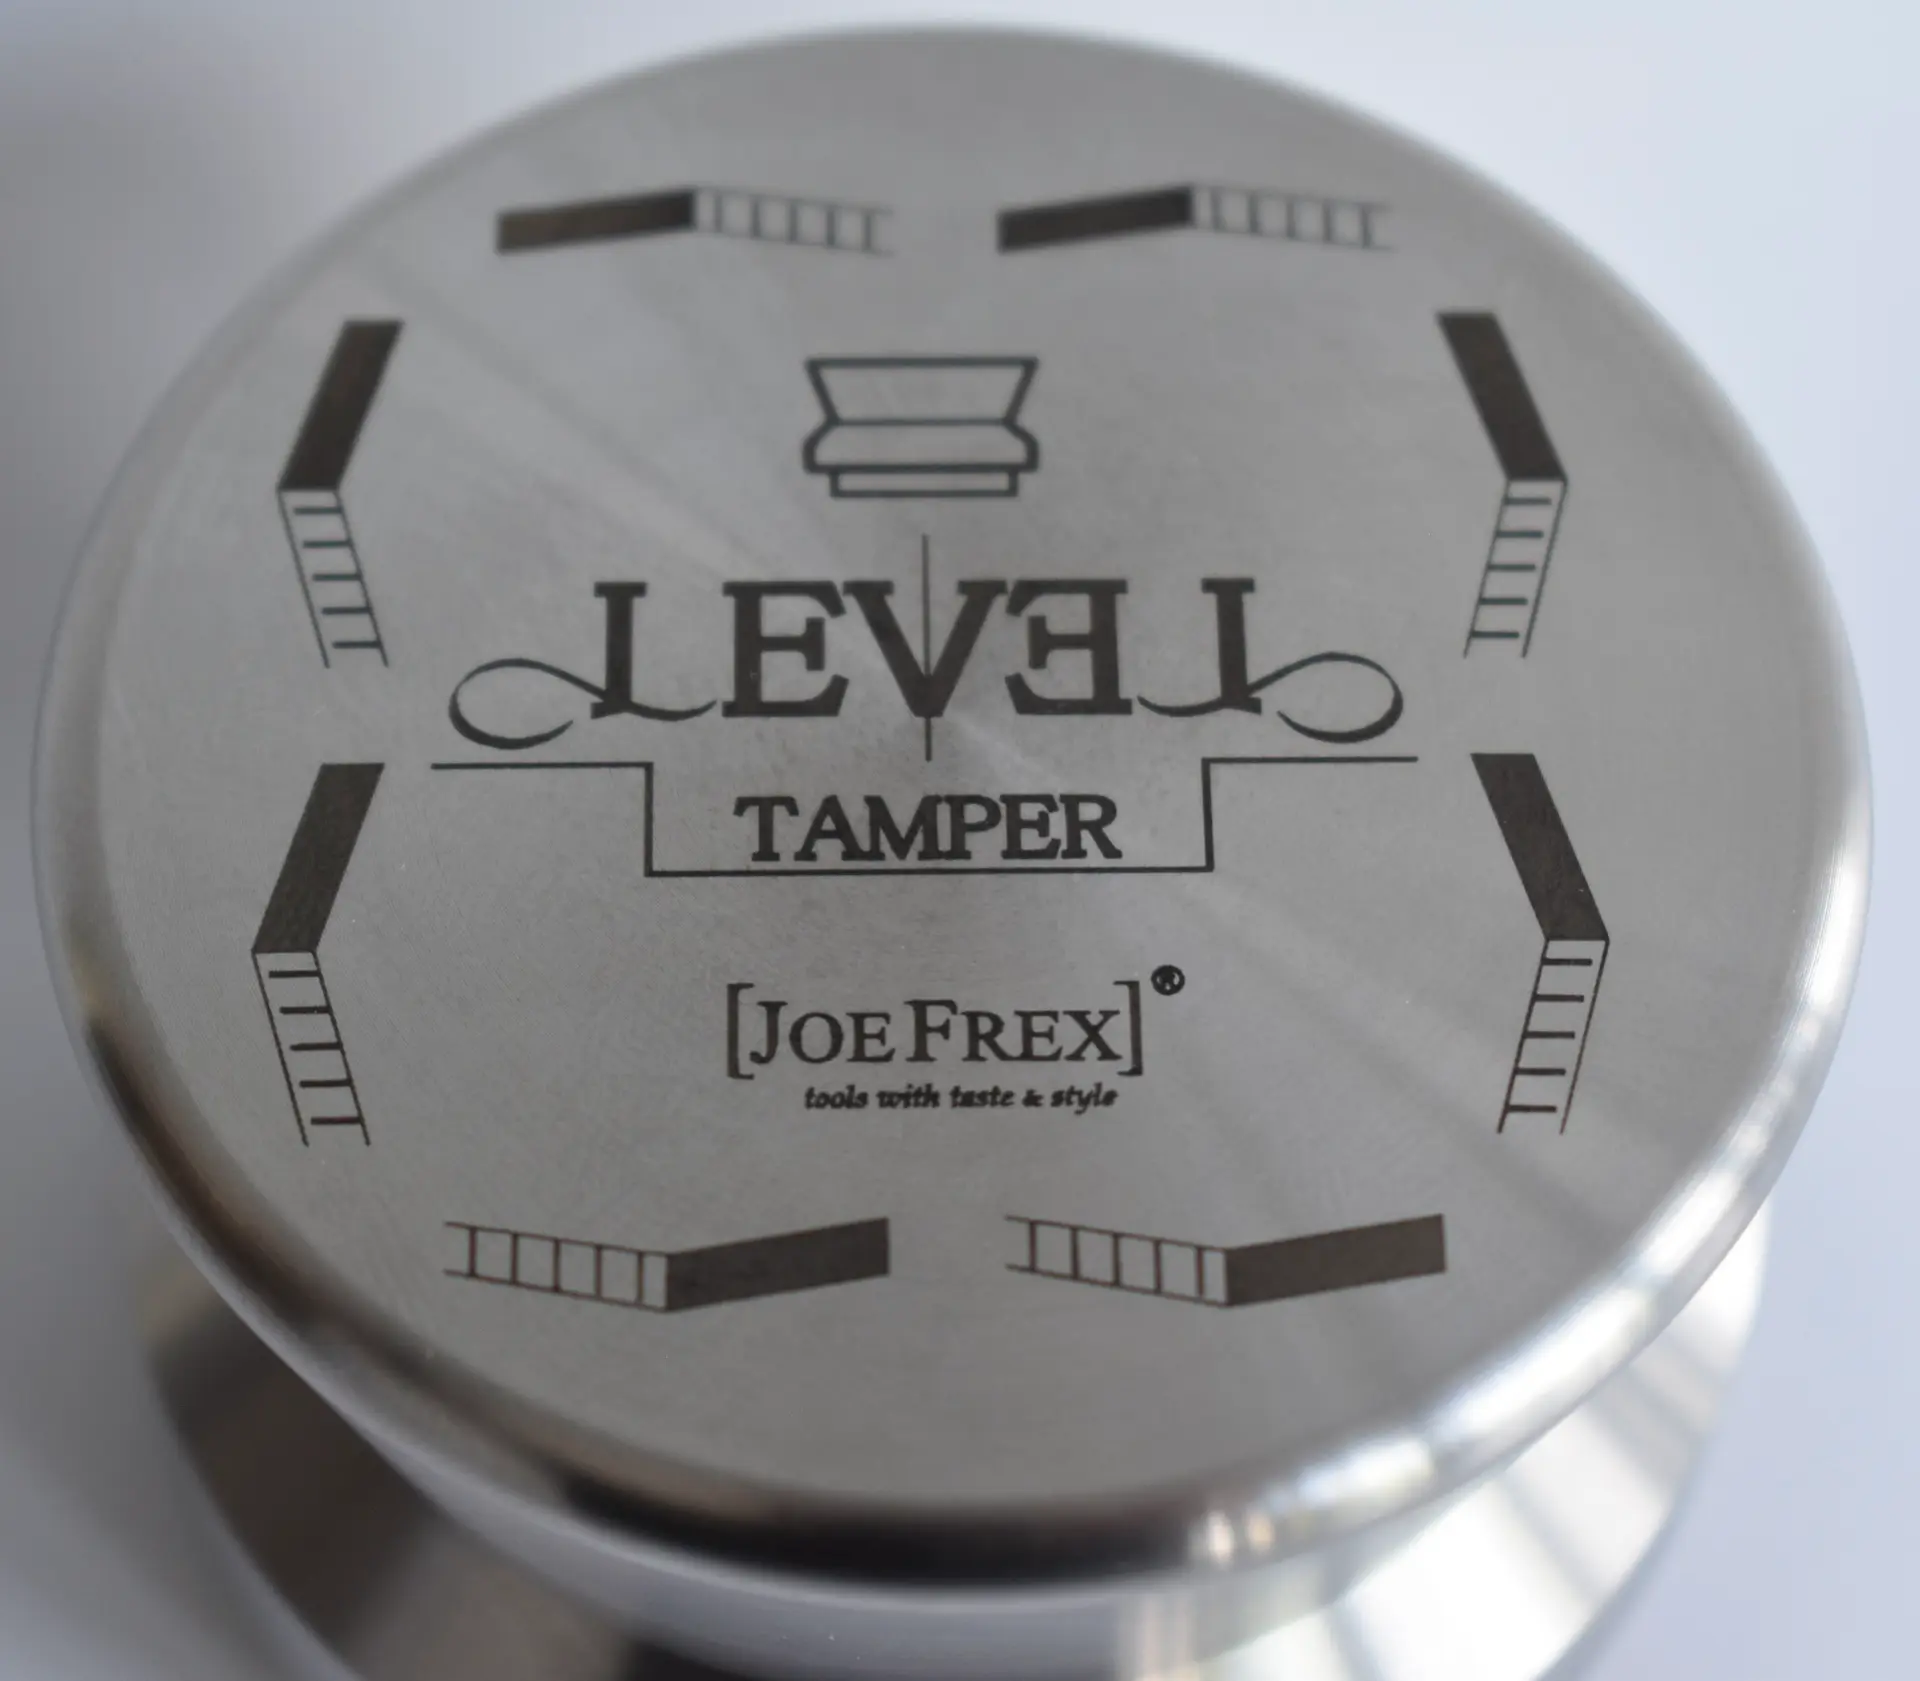 LEVEL
TAMPER
[JOEFREX]®
tools with taste & style